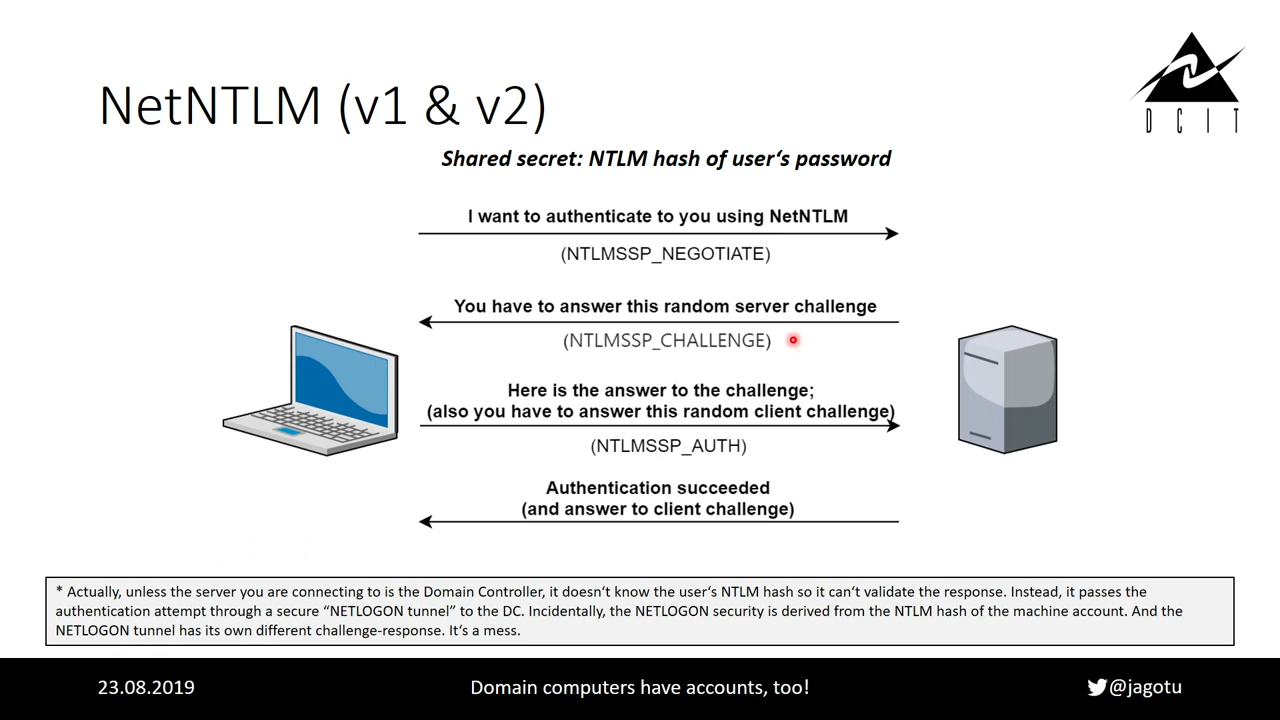 DCIT
NetNTLM (v1 & v2)
Shared secret: NTLM hash of user‘s password
I want to authenticate to you using NetNTLM
(NTLMSSP_NEGOTIATE)
You have to answer this random server challenge
(NTLMSSP_CHALLENGE)
Here is the answer to the challenge;
(also you have to answer this random client challenge)
(NTLMSSP_AUTH)
Authentication succeeded
(and answer to client challenge)
* Actually, unless the server you are connecting to is the Domain Controller, it doesn‘t know the user‘s NTLM hash so it can‘t validate the response. Instead, it passes the
authentication attempt through a secure “NETLOGON tunnel” to the DC. Incidentally, the NETLOGON security is derived from the NTLM hash of the machine account. And the
NETLOGON tunnel has its own different challenge-response. It‘s a mess.
23.08.2019
Domain computers have accounts, too!
@jagotu